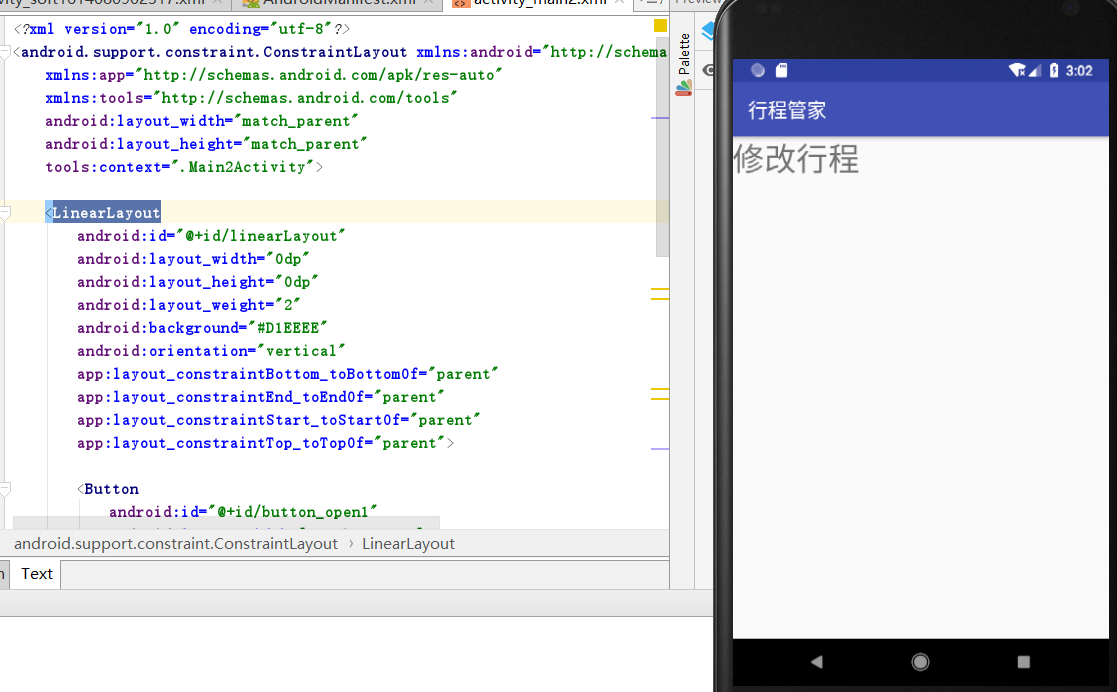 AndroidManifest.xml
activity_main2.xml
Preview
<?xml version="1.0" encoding="utf-8"?>
<android.support.constraint.ConstraintLayout xmlns:android="http://schema
xmlns:app="http://schemas.android.com/apk/res-auto"
xmlns:tools="http://schemas.android.com/tools"
android:layout_width="match_parent"
android:layout_height="match_parent"
tools:context=".Main2Activity">
<LinearLayout
android:id="@+id/linearLayout"
android:layout_width="0dp"
android:layout_height="0dp"
android:layout_weight="2"
android:background="#D1EEEE"
android:orientation="vertical"
app:layout_constraintBottom_toBottomOf="parent"
app:layout_constraintEnd_toEndOf="parent"
app:layout_constraintStart_toStartOf="parent"
app:layout_constraintTop_toTopOf="parent">
<Button
android:id="@+id/button_open1"
android.support.constraint.ConstraintLayout › LinearLayout
Text
Palette
3:02
行程管家
修改行程